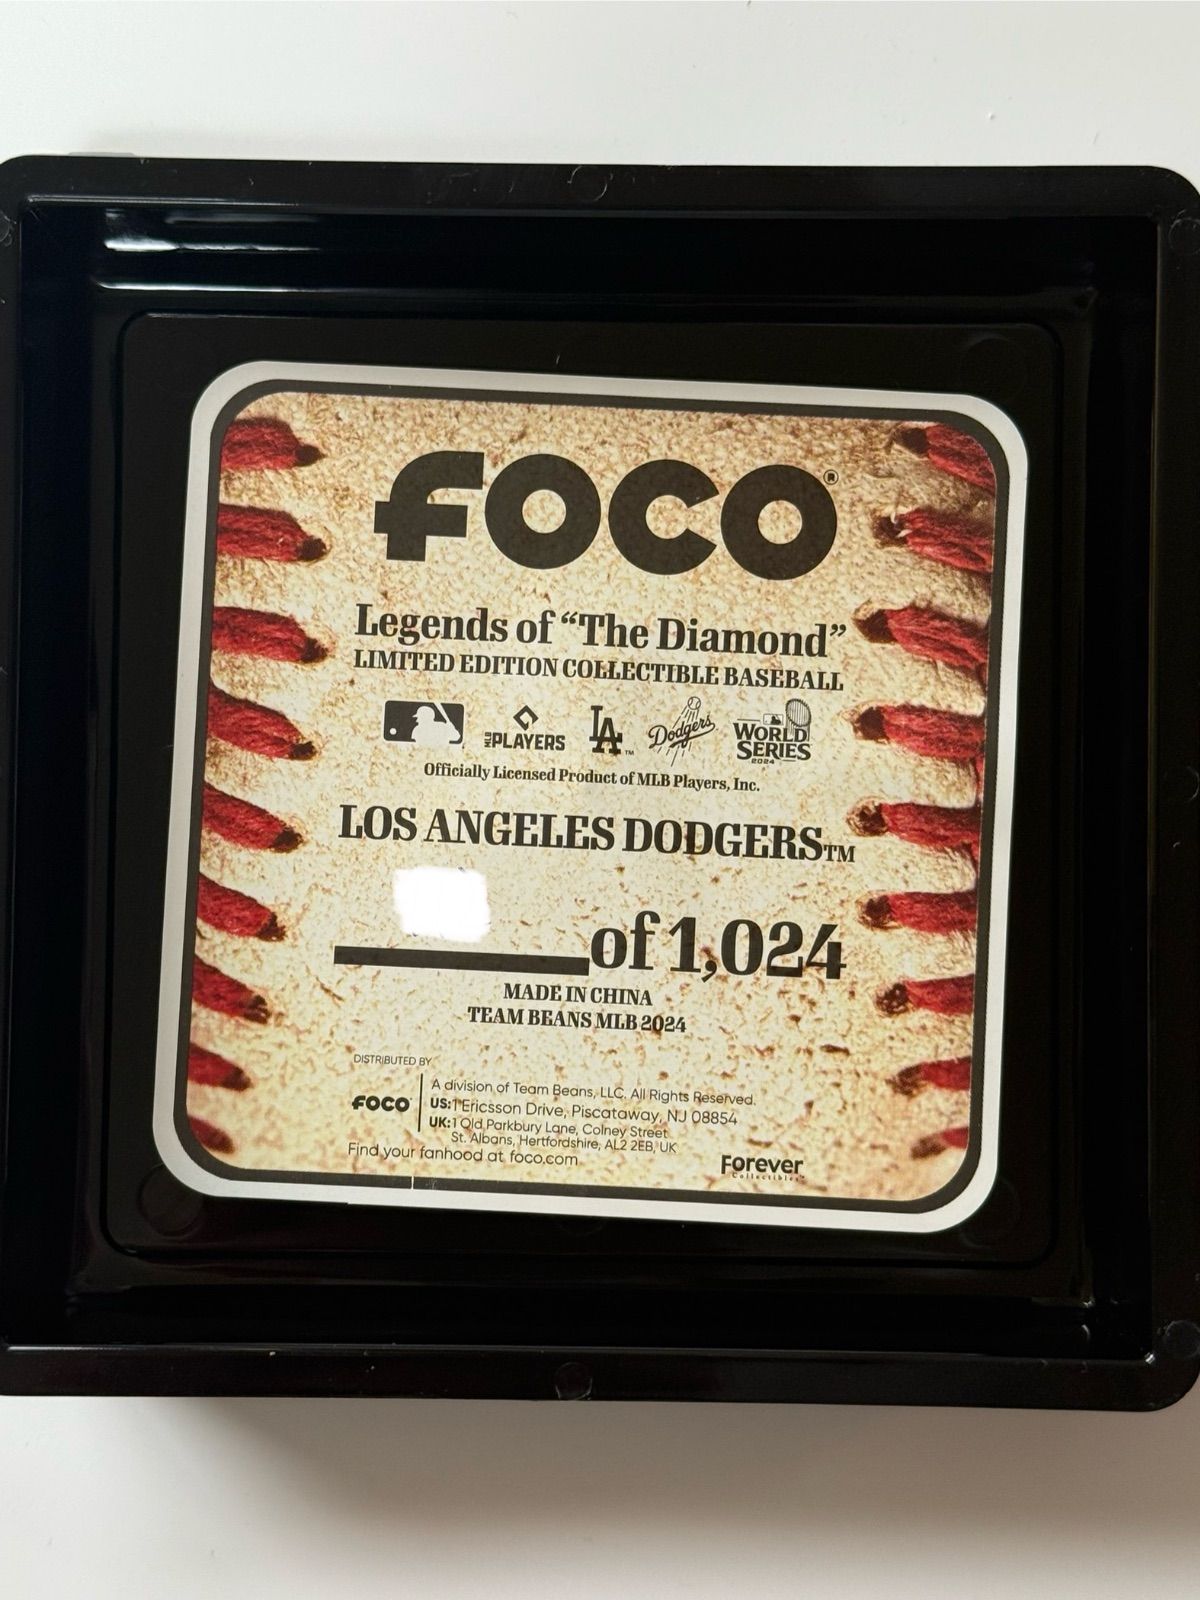 FOCO®
Legends of “The Diamond”
LIMITED EDITION COLLECTIBLE BASEBALL
MLB PLAYERS LA™ Dodgers WORLD SERIES 2024
Officially Licensed Product of MLB Players, Inc.
LOS ANGELES DODGERS™
of 1,024
MADE IN CHINA
TEAM BEANS MLB 2024
DISTRIBUTED BY
FOCO
A division of Team Beans, LLC. All Rights Reserved.
US:1 Ericsson Drive, Piscataway, NJ 08854
UK:1 Old Parkbury Lane, Colney Street
St. Albans, Hertfordshire, AL2 2EB, UK
Find your fanhood at foco.com
Forever
Collectibles™